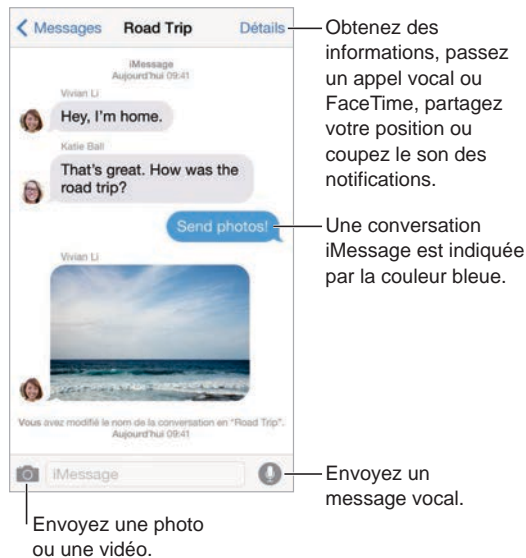 Messages Road Trip Détails
iMessage
Aujourd'hui 09:41
Vivian Li
Hey, I'm home.
Katie Ball
That's great. How was the
road trip?
Send photos!
Vivian Li
Vous avez modifié le nom de la conversation en "Road Trip".
Aujourd'hui 09:41
iMessage
Obtenez des
informations, passez
un appel vocal ou
FaceTime, partagez
votre position ou
coupez le son des
notifications.
Une conversation
iMessage est indiquée
par la couleur bleue.
Envoyez un
message vocal.
Envoyez une photo
ou une vidéo.